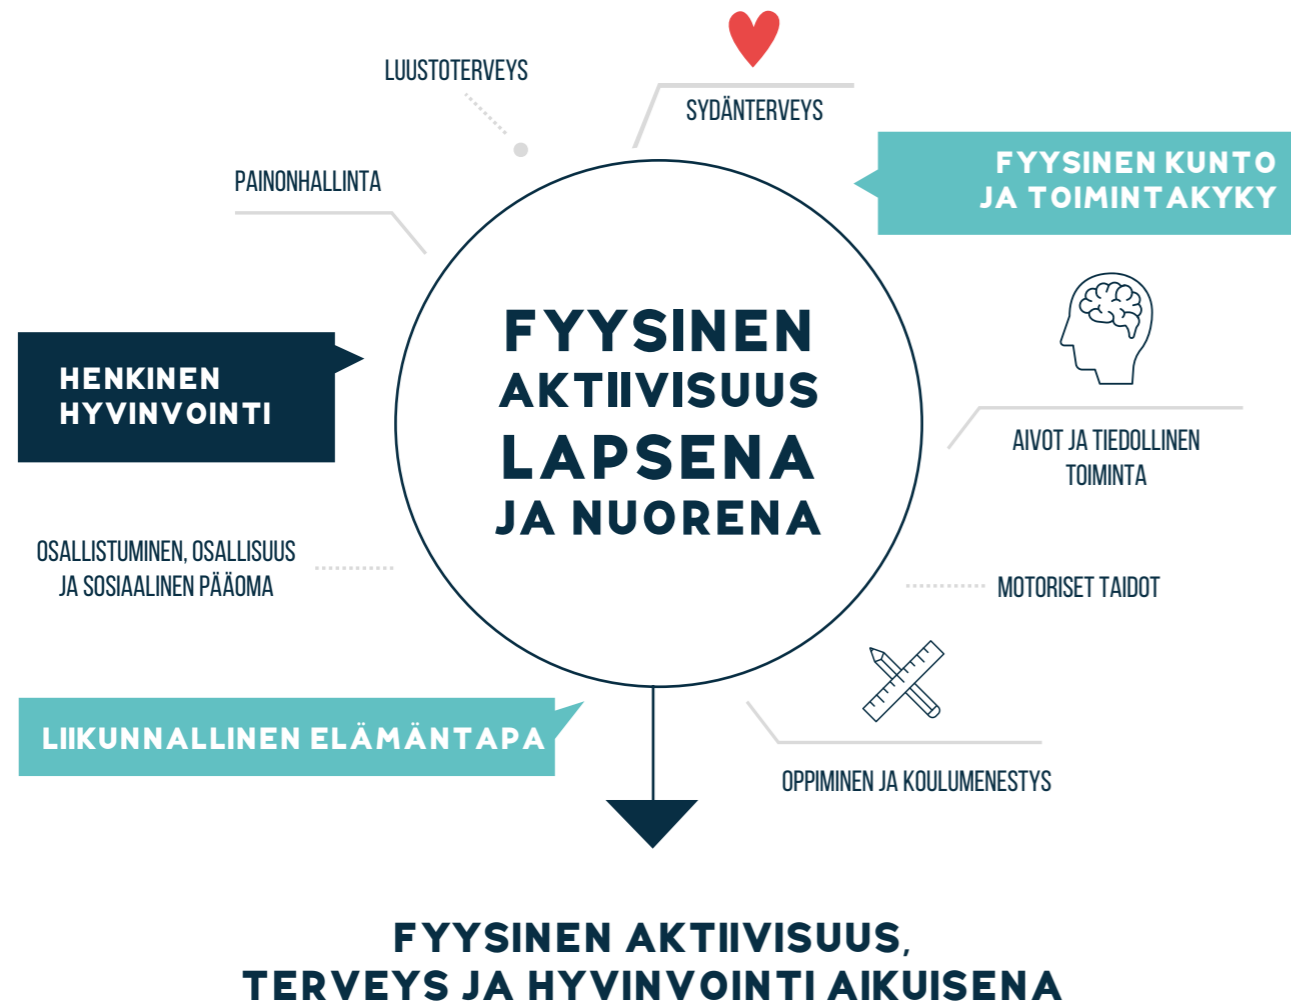 LUUSTOTERVEYS
SYDÄNTERVEYS
PAINONHALLINTA
FYYSINEN KUNTO
JA TOIMINTAKYKY
HENKINEN
HYVINVOINTI
FYYSINEN
AKTIIVISUUS
LAPSENA
JA NUORENA
AIVOT JA TIEDOLLINEN
TOIMINTA
OSALLISTUMINEN, OSALLISUUS
JA SOSIAALINEN PÄÄOMA
MOTORISET TAIDOT
LIIKUNNALLINEN ELÄMÄNTAPA
OPPIMINEN JA KOULUMENESTYS
FYYSINEN AKTIIVISUUS,
TERVEYS JA HYVINVOINTI AIKUISENA